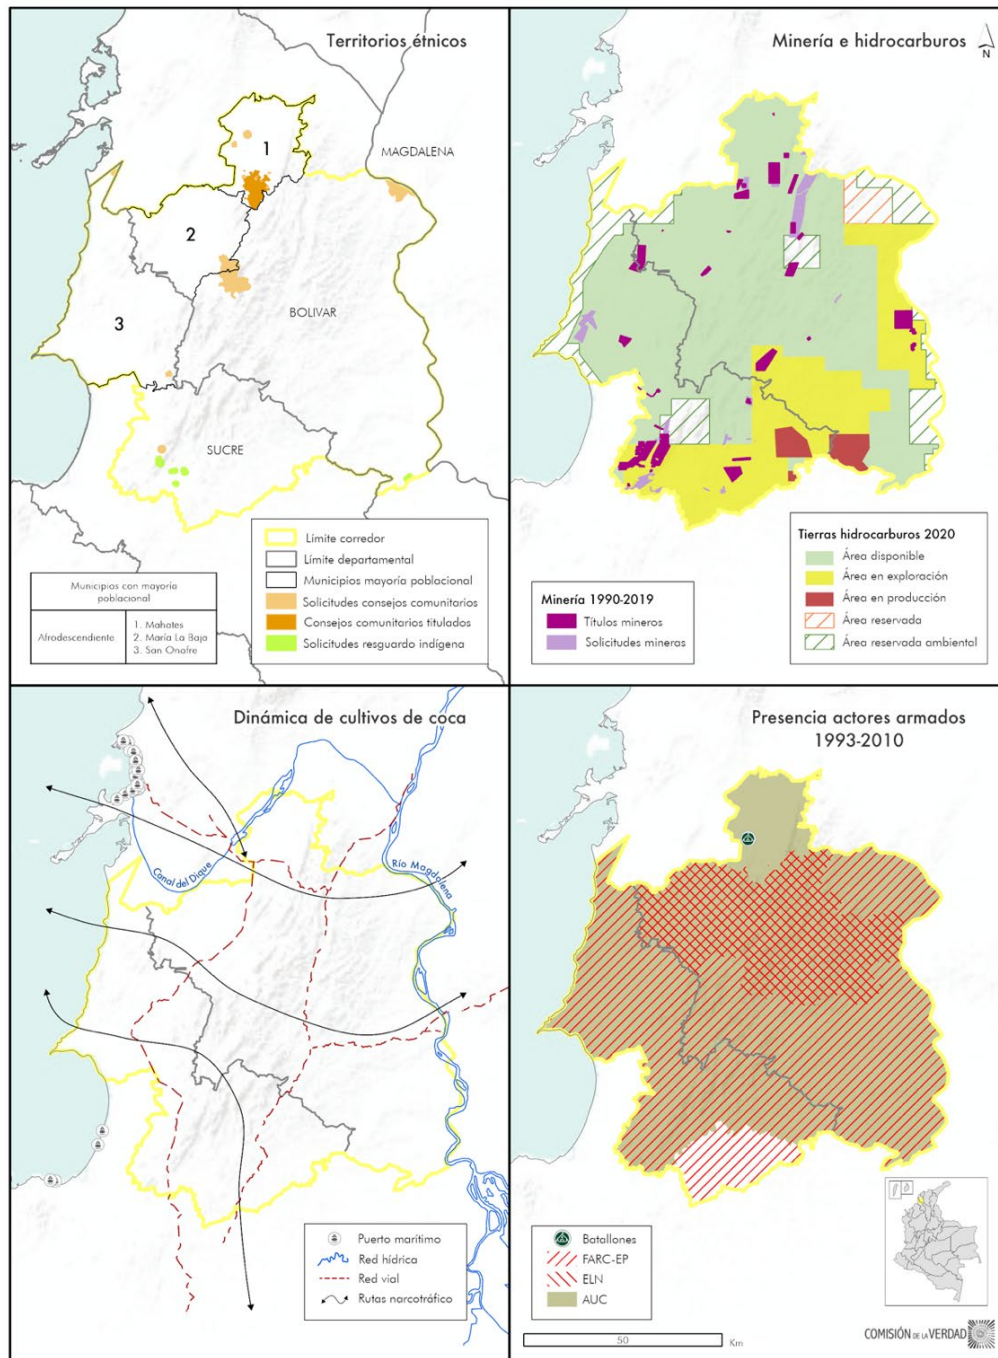 Territorios étnicos
MAGDALENA
1
2
BOLIVAR
3
SUCRE
Límite corredor
Límite departamental
Municipios mayoría poblacional
Solicitudes consejos comunitarios
Consejos comunitarios titulados
Solicitudes resguardo indígena
Municipios con mayoría
poblacional
Afrodescendiente
1. Mahates
2. María La Baja
3. San Onofre
Minería e hidrocarburos
N
Minería 1990-2019
Títulos mineros
Solicitudes mineras
Tierras hidrocarburos 2020
Área disponible
Área en exploración
Área en producción
Área reservada
Área reservada ambiental
Dinámica de cultivos de coca
Canal del Dique
Río Magdalena
Puerto marítimo
Red hídrica
Red vial
Rutas narcotráfico
Presencia actores armados
1993-2010
Batallones
FARC-EP
ELN
AUC
50
Km
COMISIÓN DE LA VERDAD